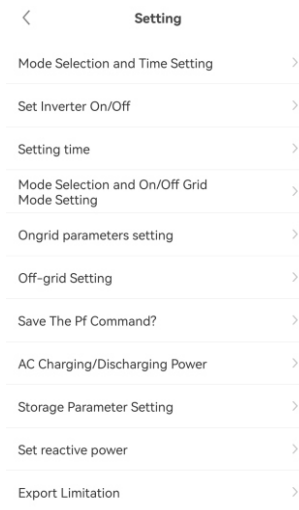 Setting
Mode Selection and Time Setting
Set Inverter On/Off
Setting time
Mode Selection and On/Off Grid
Mode Setting
Ongrid parameters setting
Off-grid Setting
Save The Pf Command?
AC Charging/Discharging Power
Storage Parameter Setting
Set reactive power
Export Limitation